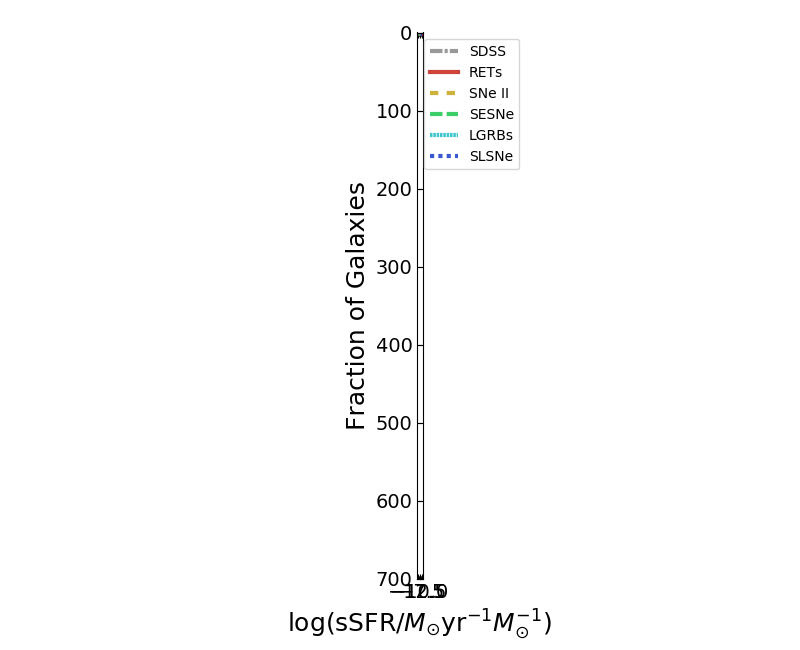 0
100
200
300
400
500
600
700
SDSS
RETs
SNe II
SESNe
LGRBs
SLSNe
Fraction of Galaxies
log(sSFR/M☉yr⁻¹M☉⁻¹)